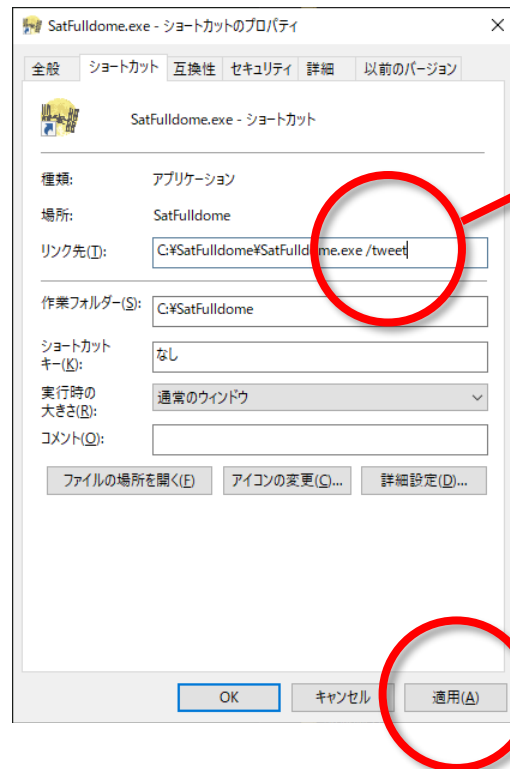 SatFulldome.exe - ショートカットのプロパティ
全般 ショートカット 互換性 セキュリティ 詳細 以前のバージョン
SatFulldome.exe - ショートカット
種類: アプリケーション
場所: SatFulldome
リンク先(T): C:¥SatFulldome¥SatFulldome.exe /tweet
作業フォルダー(S): C:¥SatFulldome
ショートカット
キー(K): なし
実行時の
大きさ(R): 通常のウィンドウ
コメント(O):
ファイルの場所を開く(F) アイコンの変更(C)... 詳細設定(D)...
OK キャンセル 適用(A)